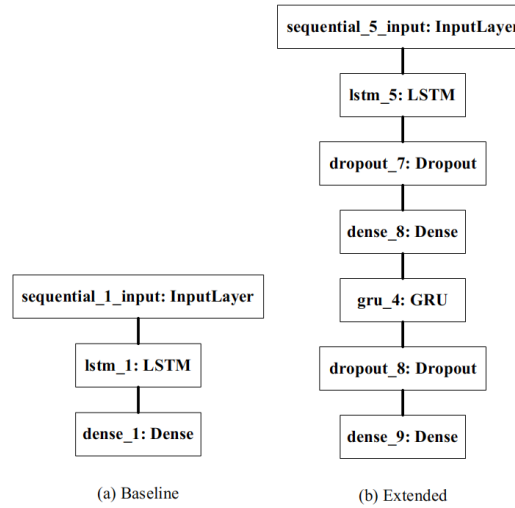 sequential_1_input: InputLayer
lstm_1: LSTM
dense_1: Dense
(a) Baseline
sequential_5_input: InputLayer
lstm_5: LSTM
dropout_7: Dropout
dense_8: Dense
gru_4: GRU
dropout_8: Dropout
dense_9: Dense
(b) Extended